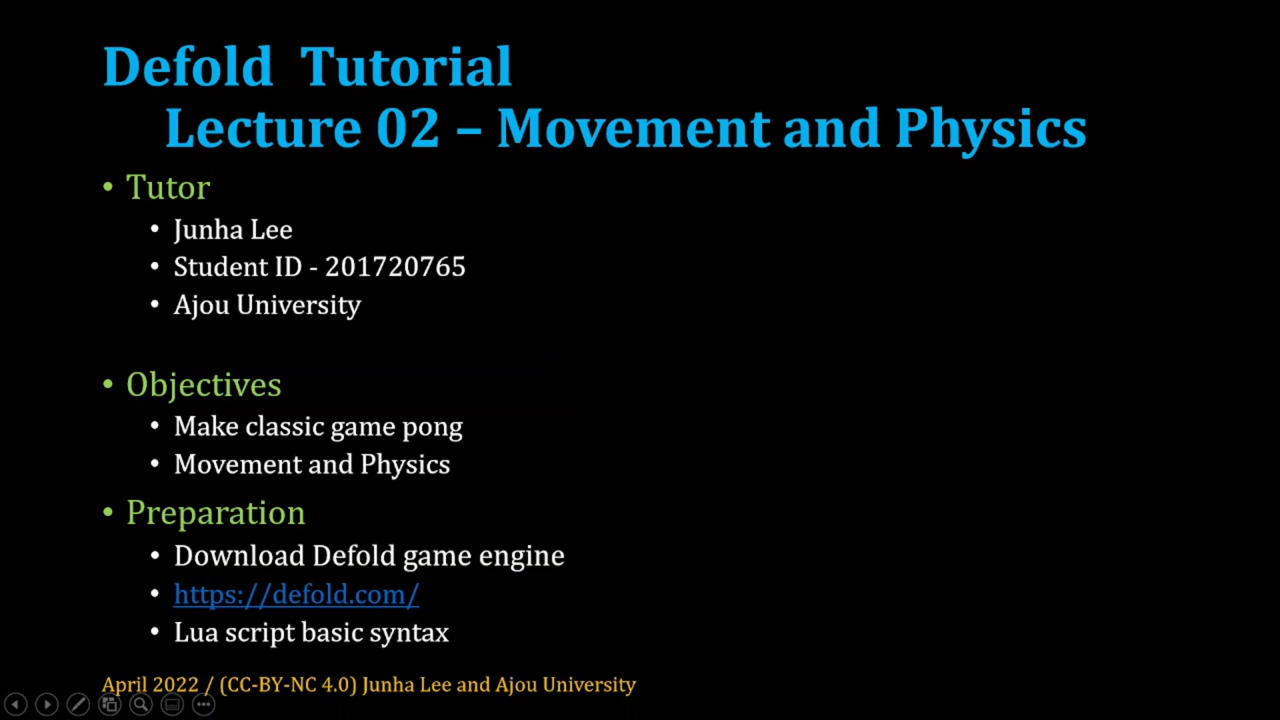 Defold Tutorial
Lecture 02 – Movement and Physics
• Tutor
• Junha Lee
• Student ID - 201720765
• Ajou University
• Objectives
• Make classic game pong
• Movement and Physics
• Preparation
• Download Defold game engine
• https://defold.com/
• Lua script basic syntax
April 2022 / (CC-BY-NC 4.0) Junha Lee and Ajou University